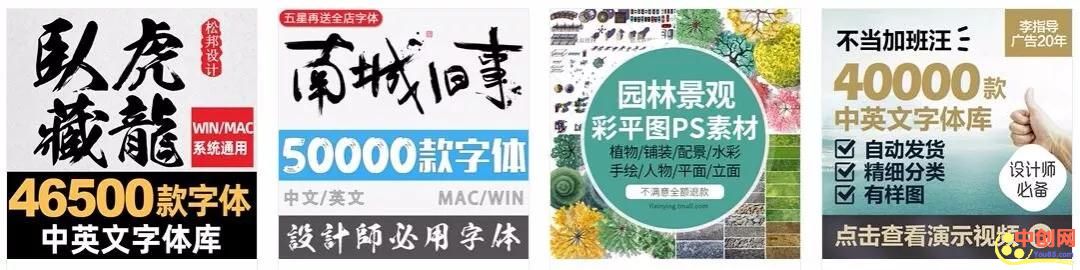 臥虎
藏龍
松邦设计
WIN/MAC
系统通用
46500款字体
中英文字体库
五星再送全店字体
南城旧事
50000款字体
中文/英文
MAC/WIN
設計師必用字体
园林景观
彩平图PS素材
植物/铺装/配景/水彩
手绘/人物/平面/立面
不满意全额退款
Yixinying.tmall.com
不当加班汪
李指导
广告20年
40000款
中英文字体库
自动发货
精细分类
有样图
设计师
必备
点击查看演示视频
中创网
You85.com